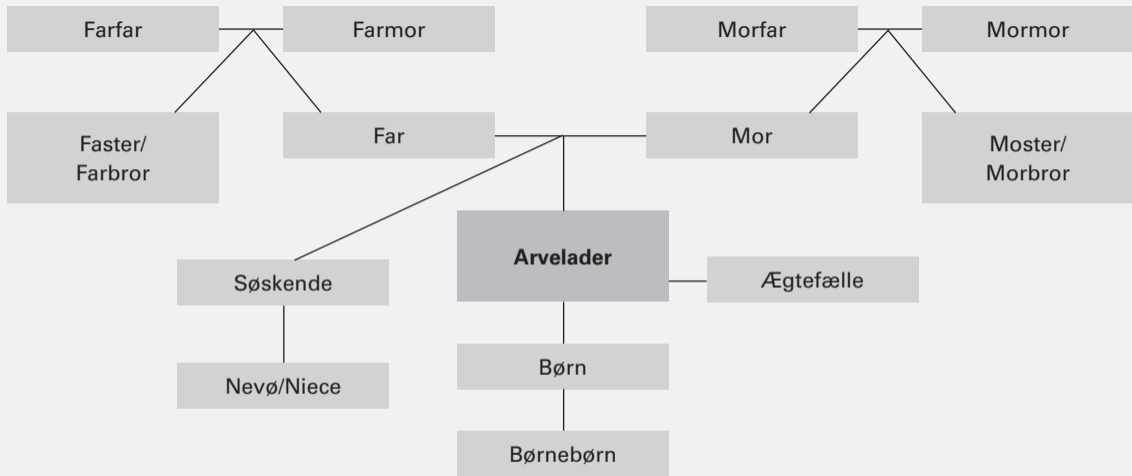 Farfar
Farmor
Morfar
Mormor
Faster/
Farbror
Far
Mor
Moster/
Morbror
Arvelader
Søskende
Ægtefælle
Børn
Nevø/Niece
Børnebørn